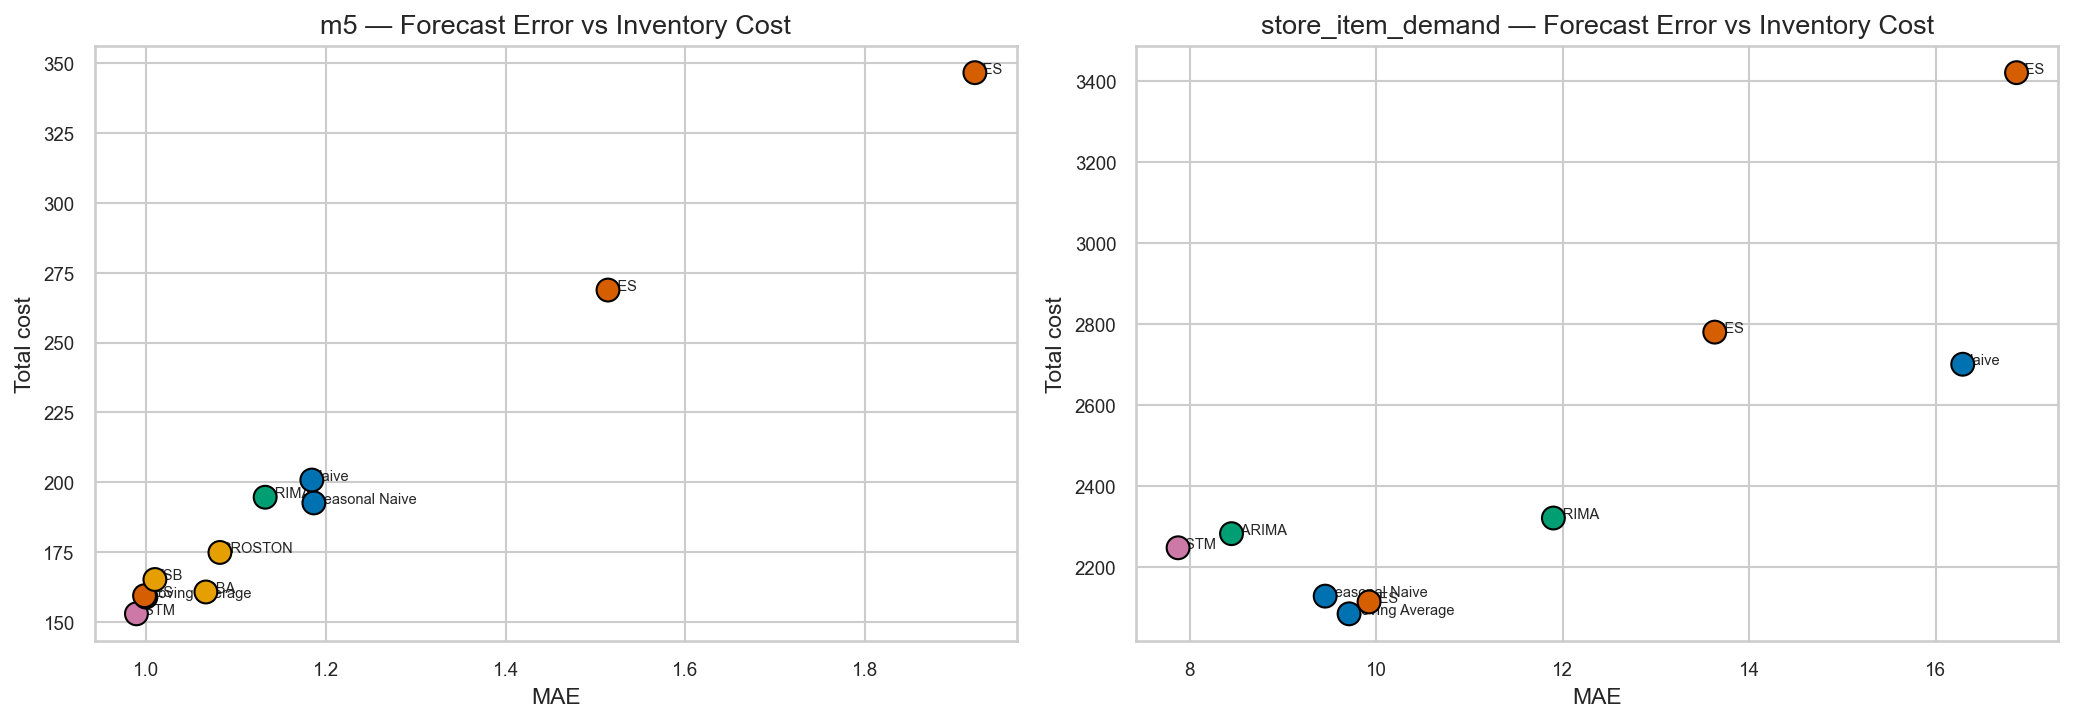 m5 — Forecast Error vs Inventory Cost
Total cost
350
325
300
275
250
225
200
175
150
ES
ES
aive
RIMA
easonal Naive
ROSTON
SB
BA
ES
oving Average
STM
1.0
1.2
1.4
1.6
1.8
MAE
store_item_demand — Forecast Error vs Inventory Cost
Total cost
3400
3200
3000
2800
2600
2400
2200
ES
ES
aive
RIMA
ARIMA
STM
easonal Naive
ES
ving Average
8
10
12
14
16
MAE